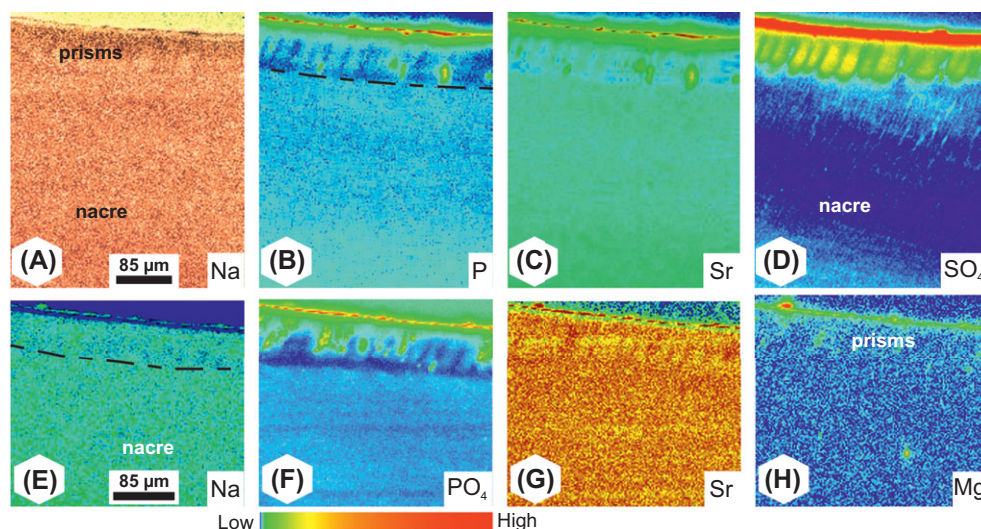 prisms
nacre
(A)
85 µm
Na
(B)
P
(C)
Sr
nacre
(D)
SO₄
(E)
nacre
85 µm
Na
(F)
PO₄
(G)
Sr
prisms
(H)
Mg
Low
High